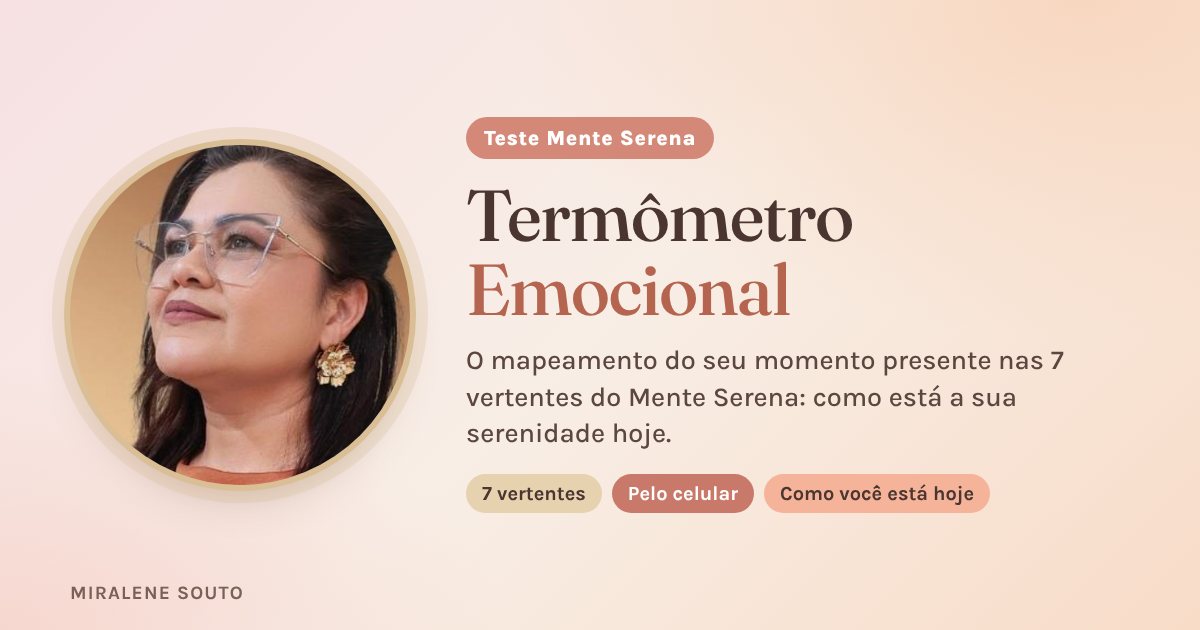 Teste Mente Serena
Termômetro
Emocional
O mapeamento do seu momento presente nas 7
vertentes do Mente Serena: como está a sua
serenidade hoje.
7 vertentes
Pelo celular
Como você está hoje
MIRALENE SOUTO